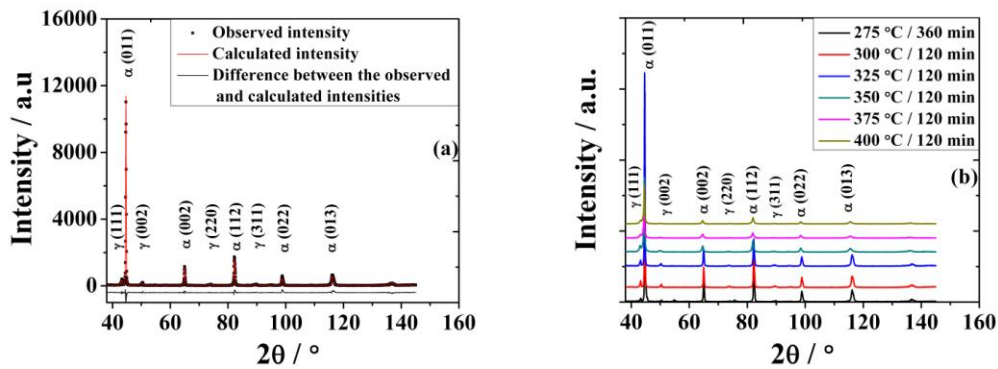 16000
12000
8000
4000
0
Intensity / a.u
Observed intensity
Calculated intensity
Difference between the observed
and calculated intensities
(a)
γ (111)
α (011)
γ (002)
α (002)
γ (220)
α (112)
γ (311)
α (022)
α (013)
40 60 80 100 120 140 160
2θ / °
Intensity / a.u.
275 °C / 360 min
300 °C / 120 min
325 °C / 120 min
350 °C / 120 min
375 °C / 120 min
400 °C / 120 min
(b)
γ (111)
α (011)
γ (002)
α (002)
γ (220)
α (112)
γ (311)
α (022)
α (013)
40 60 80 100 120 140 160
2θ / °